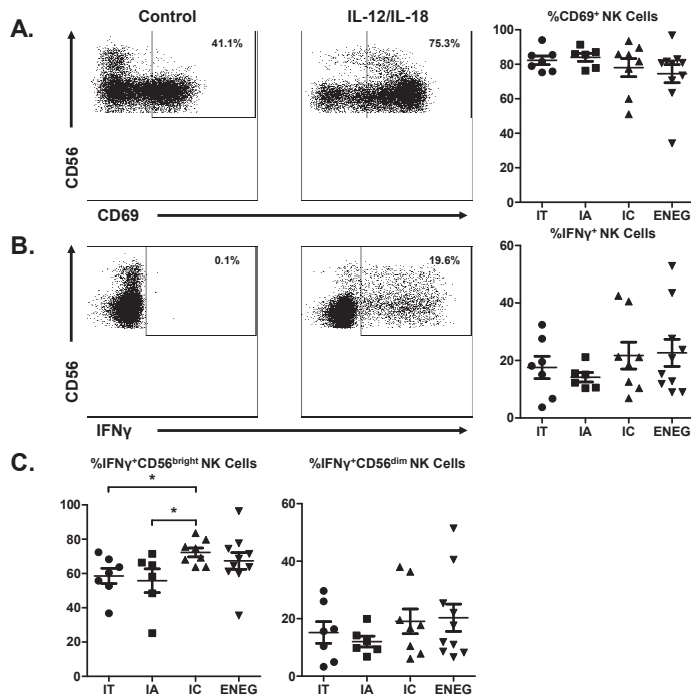 A.
Control
IL-12/IL-18
%CD69⁺ NK Cells
41.1%
75.3%
CD56
CD69
100
80
60
40
20
0
IT IA IC ENEG
B.
%IFNγ⁺ NK Cells
0.1%
19.6%
CD56
IFNγ
60
40
20
0
IT IA IC ENEG
C.
%IFNγ⁺CD56ᵇʳⁱᵍʰᵗ NK Cells
*
*
100
80
60
40
20
0
IT IA IC ENEG
%IFNγ⁺CD56ᵈⁱᵐ NK Cells
60
40
20
0
IT IA IC ENEG